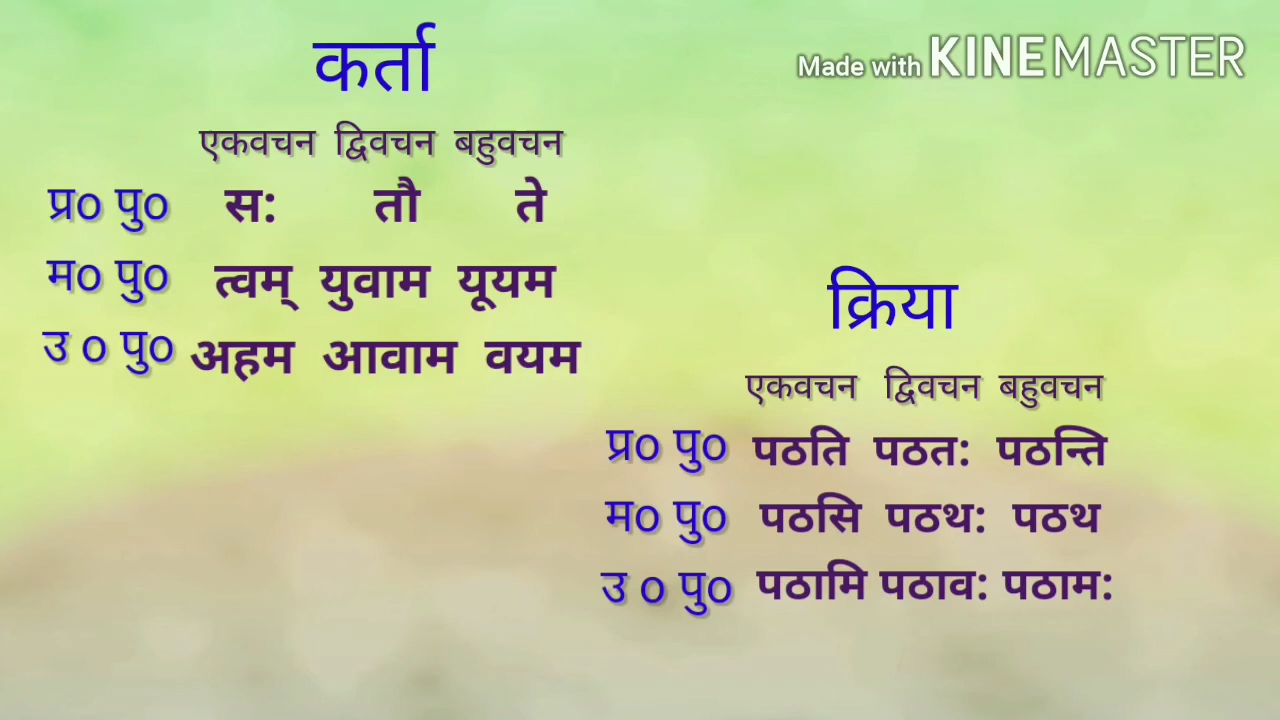 कर्ता
Made with KINEMASTER
एकवचन द्विवचन बहुवचन
प्र० पु० स: तौ ते
म० पु० त्वम् युवाम यूयम
उ ० पु० अहम आवाम वयम
क्रिया
एकवचन द्विवचन बहुवचन
प्र० पु० पठति पठत: पठन्ति
म० पु० पठसि पठथ: पठथ
उ ० पु० पठामि पठाव: पठाम: